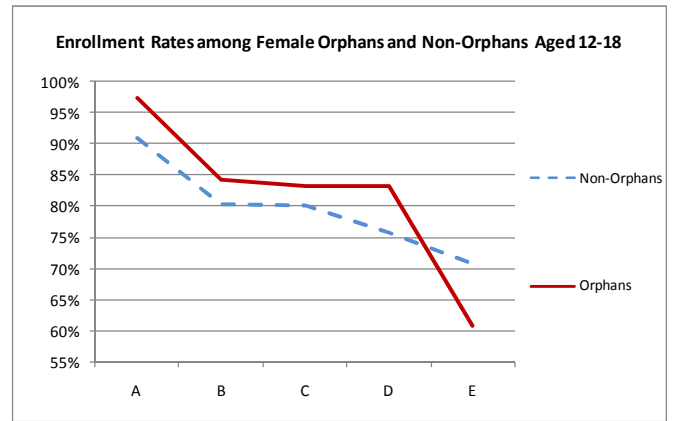 Enrollment Rates among Female Orphans and Non-Orphans Aged 12-18
100%
95%
90%
85%
80%
75%
70%
65%
60%
55%
A B C D E
Non-Orphans
Orphans